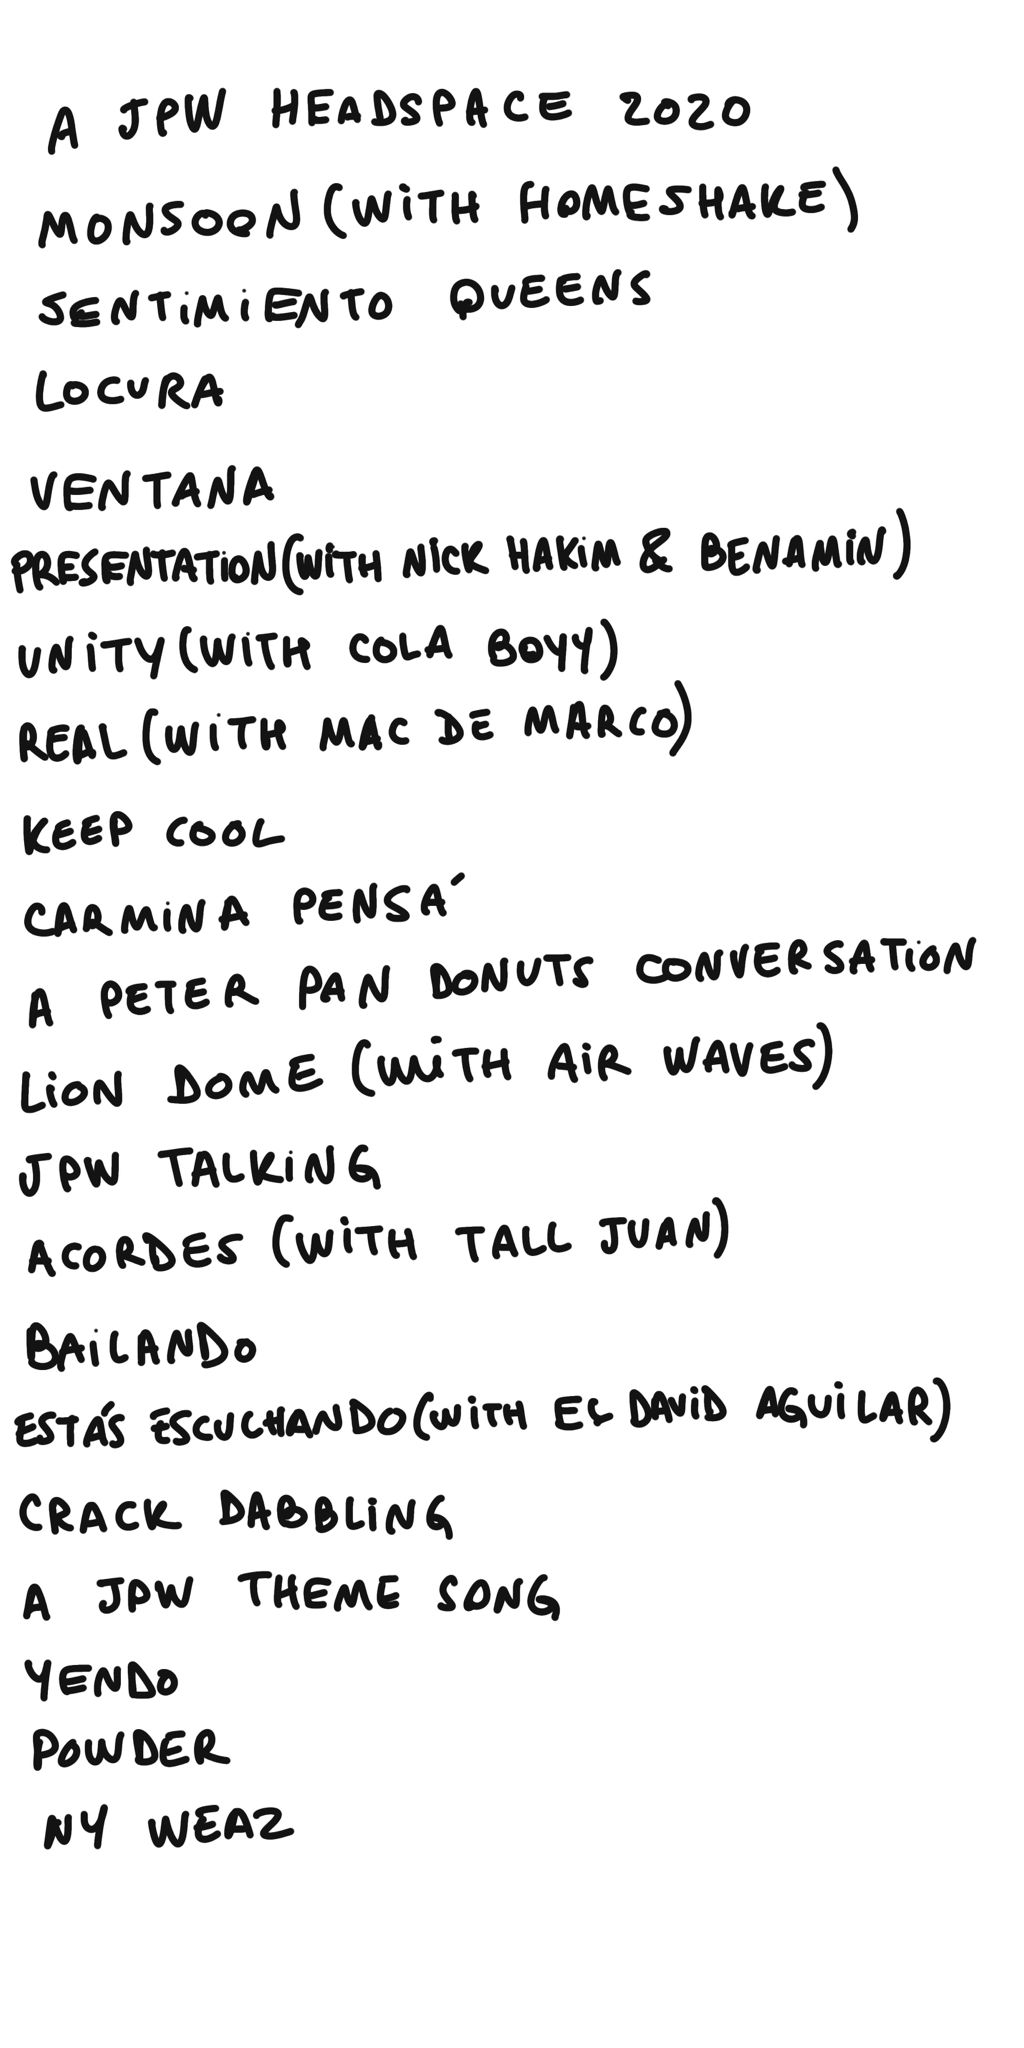 A JPW HEADSPACE 2020
MONSOON (WITH HOMESHAKE)
SENTIMIENTO QUEENS
LOCURA
VENTANA
PRESENTATION (WITH NICK HAKIM & BENAMIN)
UNITY (WITH COLA BOYY)
REAL (WITH MAC DE MARCO)
KEEP COOL
CARMINA PENSÁ
A PETER PAN DONUTS CONVERSATION
LION DOME (WITH AIR WAVES)
JPW TALKING
ACORDES (WITH TALL JUAN)
BAILANDO
ESTÁS ESCUCHANDO (WITH EL DAVID AGUILAR)
CRACK DABBLING
A JPW THEME SONG
YENDO
POWDER
NY WEAZ